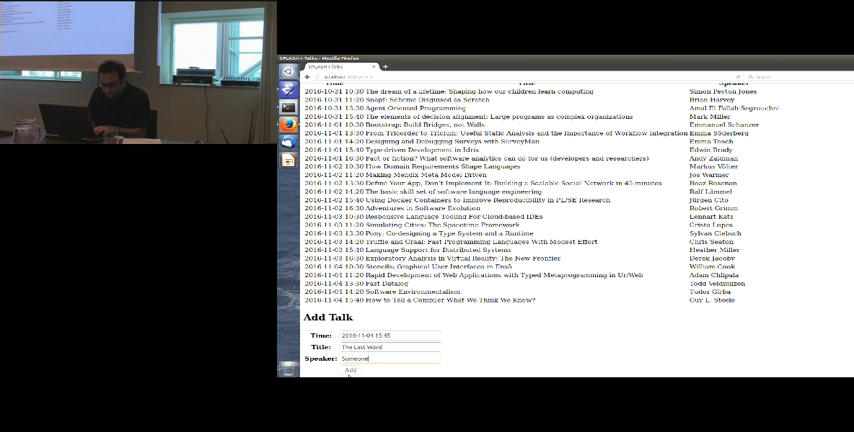 SPLASH-I Talks - Mozilla Firefox
SPLASH-I Talks
Search
2016-10-31 10:30 The dream of a lifetime: Shaping how our children learn computing Simon Peyton Jones
2016-10-31 11:20 Snap!: Scheme Disguised as Scratch Brian Harvey
2016-10-31 13:30 Agent-Oriented Programming Amal El Fallah-Segrouchni
2016-10-31 15:40 The elements of decision alignment: Large programs as complex organizations Mark Miller
2016-11-01 10:30 Bootstrap: Build Bridges, not Walls Emmanuel Schanzer
2016-11-01 13:30 From Tricorder to Tricium: Useful Static Analysis and the Importance of Workflow Integration Emma Söderberg
2016-11-01 14:20 Designing and Debugging Surveys with SurveyMan Emma Tosch
2016-11-01 15:40 Type-driven Development in Idris Edwin Brady
2016-11-01 16:30 Fact or fiction? What software analytics can do for us (developers and researchers) Andy Zaidman
2016-11-02 10:30 How Domain Requirements Shape Languages Markus Völter
2016-11-02 11:20 Making Mendix Meta Model Driven Jos Warmer
2016-11-02 13:30 Define Your App, Don't Implement It: Building a Scalable Social Network in 45 minutes Boaz Rosenan
2016-11-02 14:20 The basic skill set of software language engineering Ralf Lämmel
2016-11-02 15:40 Using Docker Containers to Improve Reproducibility in PL/SE Research Jürgen Cito
2016-11-02 16:30 Adventures in Software Evolution Robert Grimm
2016-11-03 10:30 Responsive Language Tooling For Cloud-based IDEs Lennart Kats
2016-11-03 11:20 Simulating Cities: The Spacetime Framework Crista Lopes
2016-11-03 13:30 Pony: Co-designing a Type System and a Runtime Sylvan Clebsch
2016-11-03 14:20 Truffle and Graal: Fast Programming Languages With Modest Effort Chris Seaton
2016-11-03 15:40 Language Support for Distributed Systems Heather Miller
2016-11-03 16:30 Exploratory Analysis in Virtual Reality: The New Frontier Derek Jacoby
2016-11-04 10:30 Stencils: Graphical User Interfaces in Ensō William Cook
2016-11-04 11:20 Rapid Development of Web Applications with Typed Metaprogramming in Ur/Web Adam Chlipala
2016-11-04 13:30 Fast Datalog Todd Veldhuizen
2016-11-04 14:20 Software Environmentalism Tudor Girba
2016-11-04 15:40 How to Tell a Compiler What We Think We Know? Guy L. Steele
Add Talk
Time: 2016-11-04 15:45
Title: The Last Word
Speaker: Someone
Add